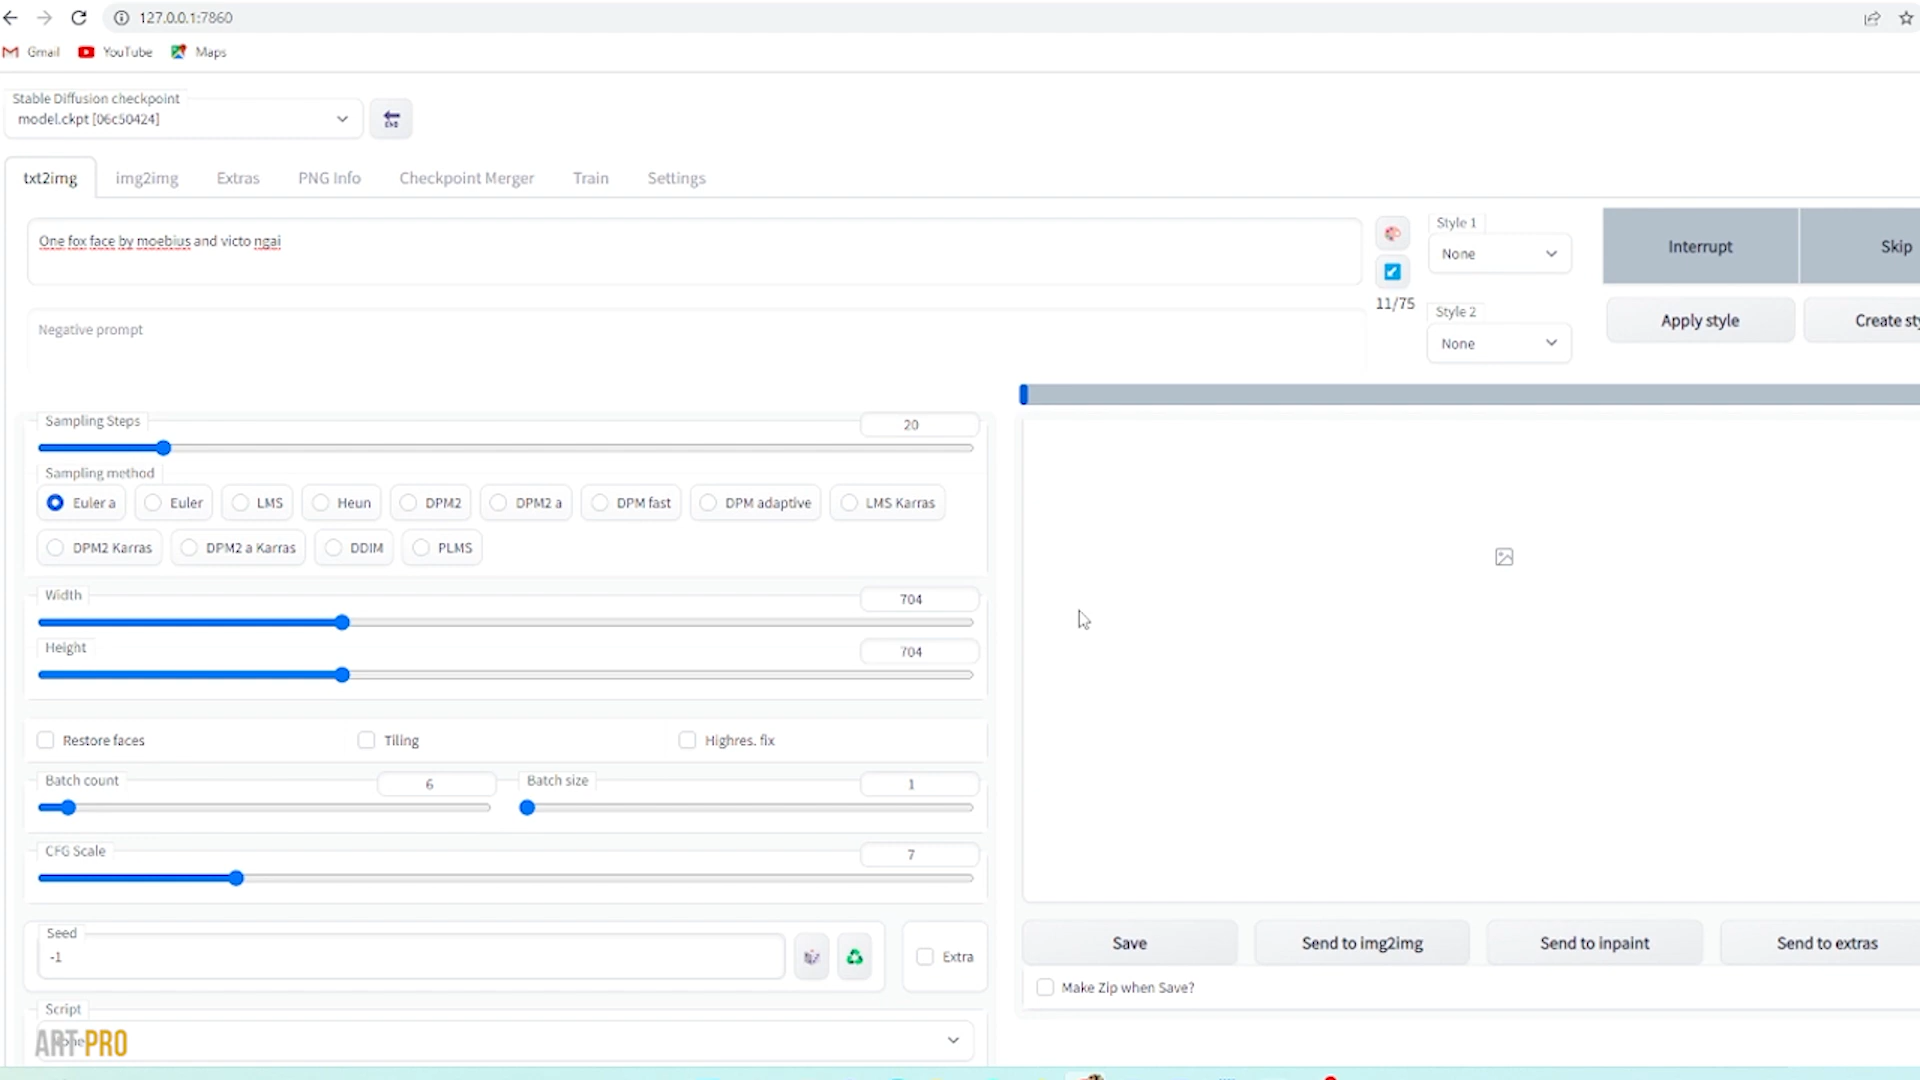 127.0.0.1:7860
Gmail YouTube Maps
Stable Diffusion checkpoint
model.ckpt [06c50424]
txt2img img2img Extras PNG Info Checkpoint Merger Train Settings
One fox face by moebius and victo ngai
11/75
Style 1
None
Interrupt Skip
Negative prompt
Style 2
None
Apply style Create sty
Sampling Steps 20
Sampling method
Euler a Euler LMS Heun DPM2 DPM2 a DPM fast DPM adaptive LMS Karras
DPM2 Karras DPM2 a Karras DDIM PLMS
Width 704
Height 704
Restore faces Tiling Highres. fix
Batch count 6 Batch size 1
CFG Scale 7
Seed
-1
Extra
Save Send to img2img Send to inpaint Send to extras
Make Zip when Save?
Script
ART PRO